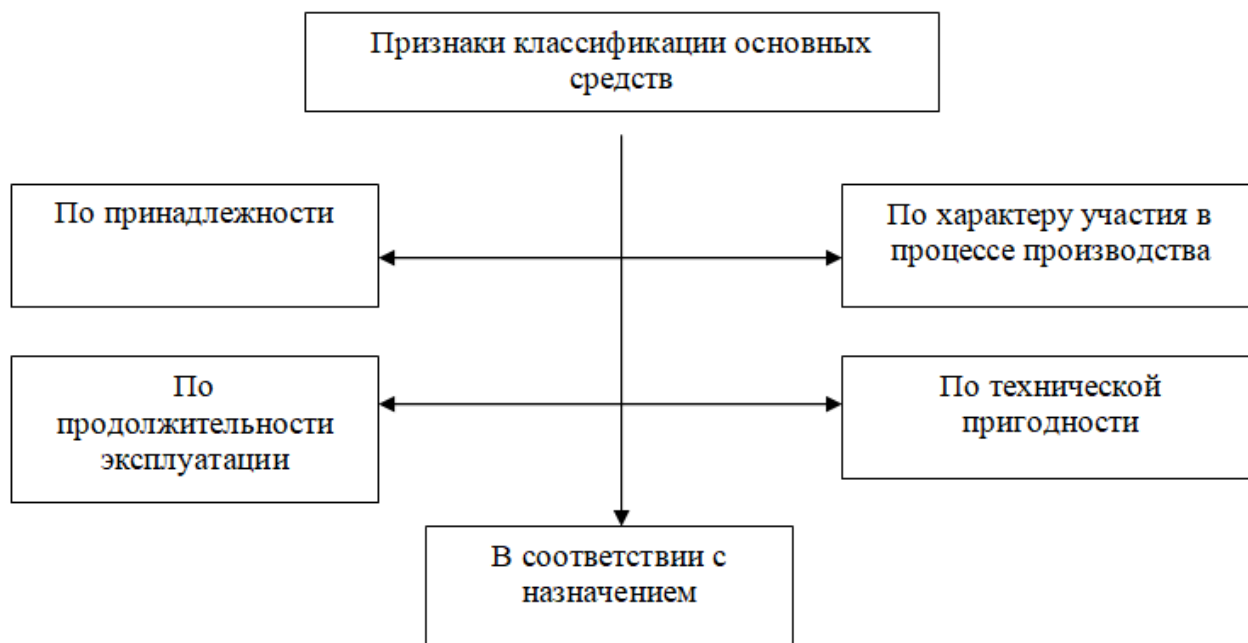 Признаки классификации основных
средств
По принадлежности
По характеру участия в
процессе производства
По
продолжительности
эксплуатации
По технической
пригодности
В соответствии с
назначением